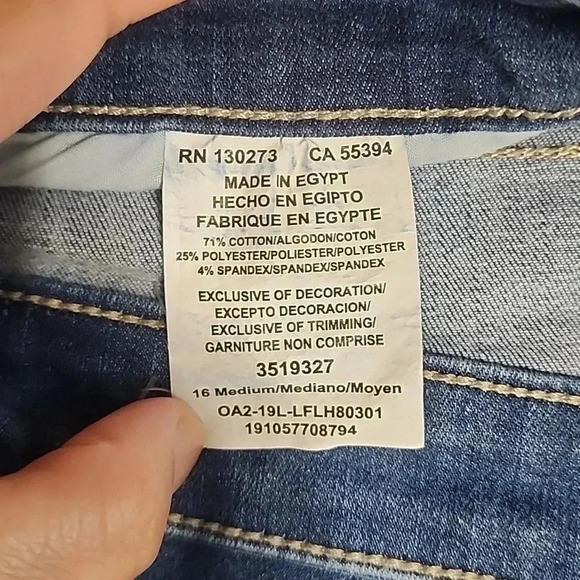 RN 130273 CA 55394
MADE IN EGYPT
HECHO EN EGIPTO
FABRIQUE EN EGYPTE
71% COTTON/ALGODON/COTON
25% POLYESTER/POLIESTER/POLYESTER
4% SPANDEX/SPANDEX/SPANDEX
EXCLUSIVE OF DECORATION/
EXCEPTO DECORACION/
EXCLUSIVE OF TRIMMING/
GARNITURE NON COMPRISE
3519327
16 Medium/Mediano/Moyen
OA2-19L-LFLH80301
191057708794